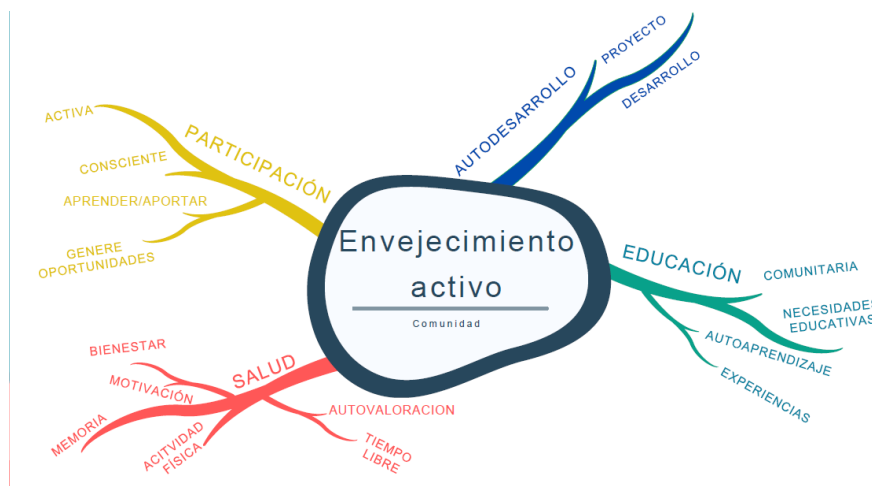 Envejecimiento
activo
Comunidad
AUTODESARROLLO
PROYECTO
DESARROLLO
EDUCACIÓN
COMUNITARIA
NECESIDADES
EDUCATIVAS
AUTOAPRENDIZAJE
EXPERIENCIAS
PARTICIPACIÓN
ACTIVA
CONSCIENTE
APRENDER/APORTAR
GENERE
OPORTUNIDADES
SALUD
BIENESTAR
MOTIVACIÓN
MEMORIA
ACITVIDAD
FÍSICA
AUTOVALORACION
TIEMPO
LIBRE